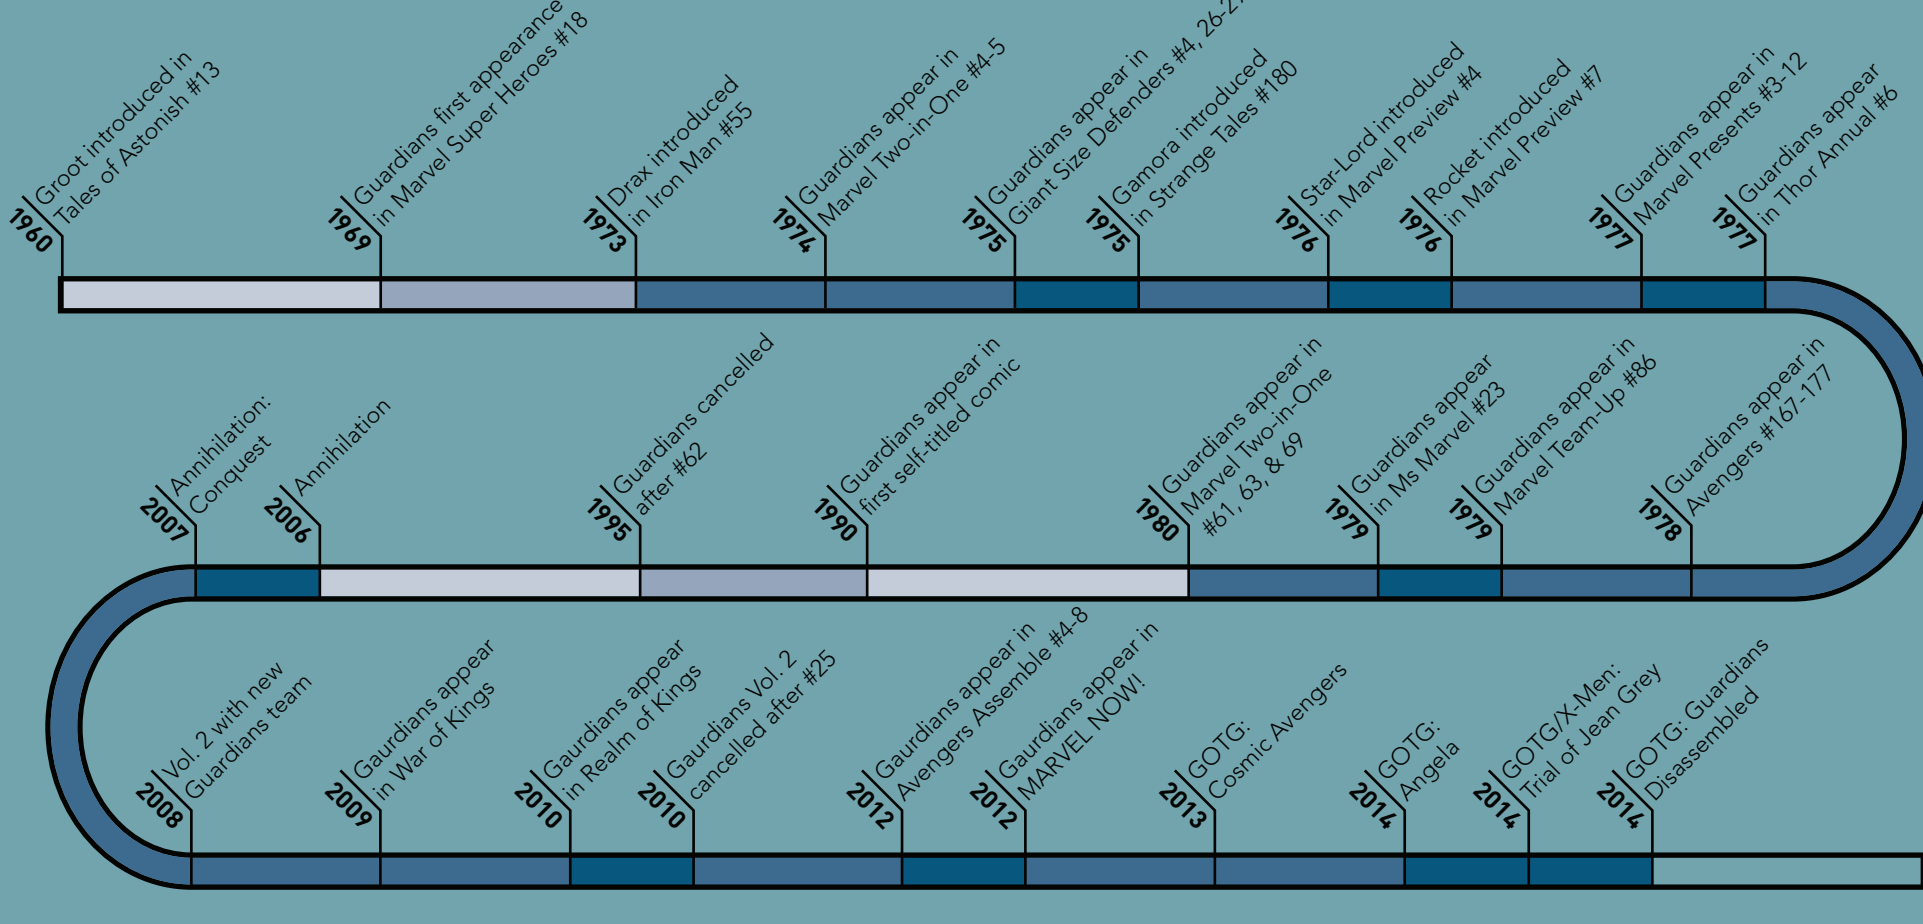 1960
Groot introduced in
Tales of Astonish #13
1969
Guardians first appearance
in Marvel Super Heroes #18
1973
Drax introduced
in Iron Man #55
1974
Guardians appear in
Marvel Two-in-One #4-5
1975
Guardians appear in
Giant Size Defenders #4, 26-27
1975
Gamora introduced
in Strange Tales #180
1976
Star-Lord introduced
in Marvel Preview #4
1976
Rocket introduced
in Marvel Preview #7
1977
Guardians appear in
Marvel Presents #3-12
1977
Guardians appear
in Thor Annual #6
2007
Annihilation:
Conquest
2006
Annihilation
1995
Guardians cancelled
after #62
1990
Guardians appear in
first self-titled comic
1980
Guardians appear in
Marvel Two-in-One
#61, 63, & 69
1979
Guardians appear
in Ms Marvel #23
1979
Guardians appear in
Marvel Team-Up #86
1978
Guardians appear in
Avengers #167-177
2008
Vol. 2 with new
Guardians team
2009
Gaurdians appear
in War of Kings
2010
Gaurdians appear
in Realm of Kings
2010
Gaurdians Vol. 2
cancelled after #25
2012
Gaurdians appear in
Avengers Assemble #4-8
2012
Gaurdians appear in
MARVEL NOW!
2013
GOTG:
Cosmic Avengers
2014
GOTG:
Angela
2014
GOTG/X-Men:
Trial of Jean Grey
2014
GOTG: Guardians
Disassembled